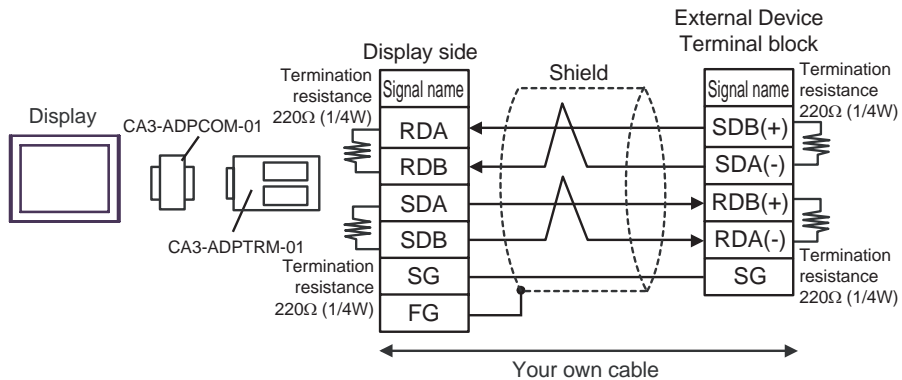 External Device
Terminal block
Display side
Termination
resistance
220Ω (1/4W)
Signal name
Shield
Signal name
Termination
resistance
220Ω (1/4W)
Display
CA3-ADPCOM-01
RDA
SDB(+)
RDB
SDA(-)
SDA
RDB(+)
CA3-ADPTRM-01
SDB
RDA(-)
Termination
resistance
220Ω (1/4W)
SG
SG
Termination
resistance
220Ω (1/4W)
FG
Your own cable